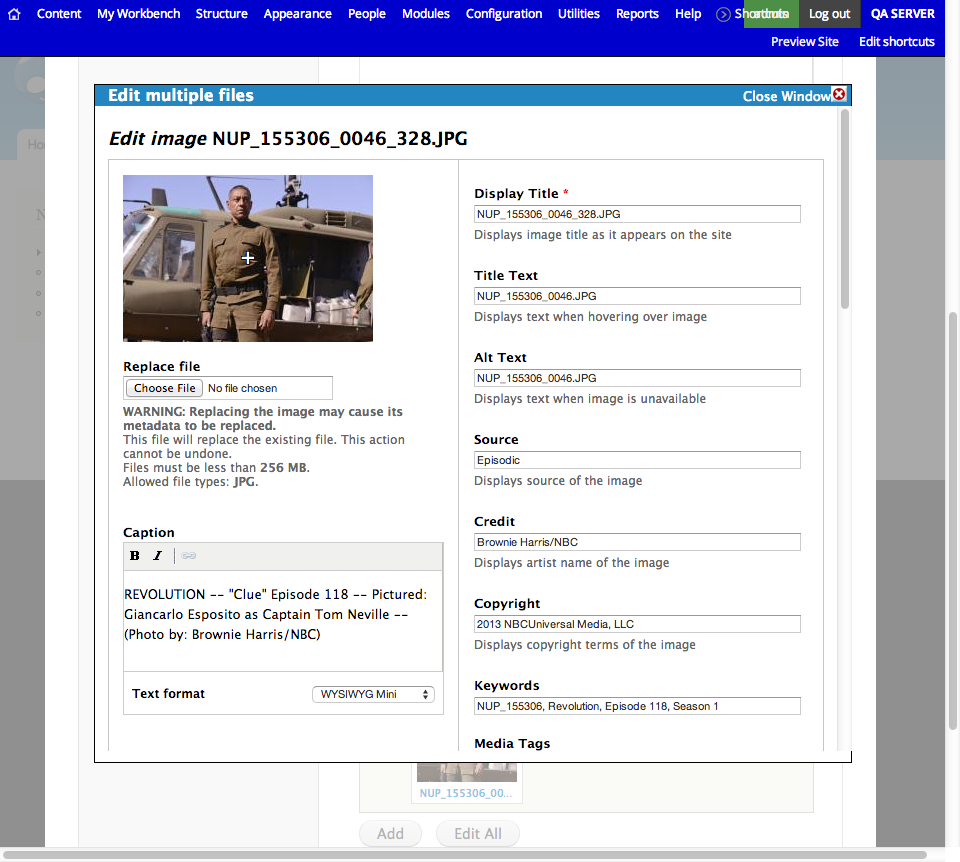 Content My Workbench Structure Appearance People Modules Configuration Utilities Reports Help Shortcuts Log out QA SERVER
Preview Site Edit shortcuts
Edit multiple files Close Window
Edit image NUP_155306_0046_328.JPG
Display Title *
NUP_155306_0046_328.JPG
Displays image title as it appears on the site
Title Text
NUP_155306_0046.JPG
Displays text when hovering over image
Alt Text
NUP_155306_0046.JPG
Displays text when image is unavailable
Source
Episodic
Displays source of the image
Credit
Brownie Harris/NBC
Displays artist name of the image
Copyright
2013 NBCUniversal Media, LLC
Displays copyright terms of the image
Keywords
NUP_155306, Revolution, Episode 118, Season 1
Media Tags
Replace file
Choose File No file chosen
WARNING: Replacing the image may cause its
metadata to be replaced.
This file will replace the existing file. This action
cannot be undone.
Files must be less than 256 MB.
Allowed file types: JPG.
Caption
B I
REVOLUTION -- "Clue" Episode 118 -- Pictured:
Giancarlo Esposito as Captain Tom Neville --
(Photo by: Brownie Harris/NBC)
Text format WYSIWYG Mini
NUP_155306_00...
Add Edit All